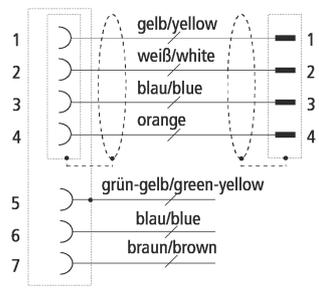 1 gelb/yellow 1
2 weiß/white 2
3 blau/blue 3
4 orange 4
5 grün-gelb/green-yellow
6 blau/blue
7 braun/brown